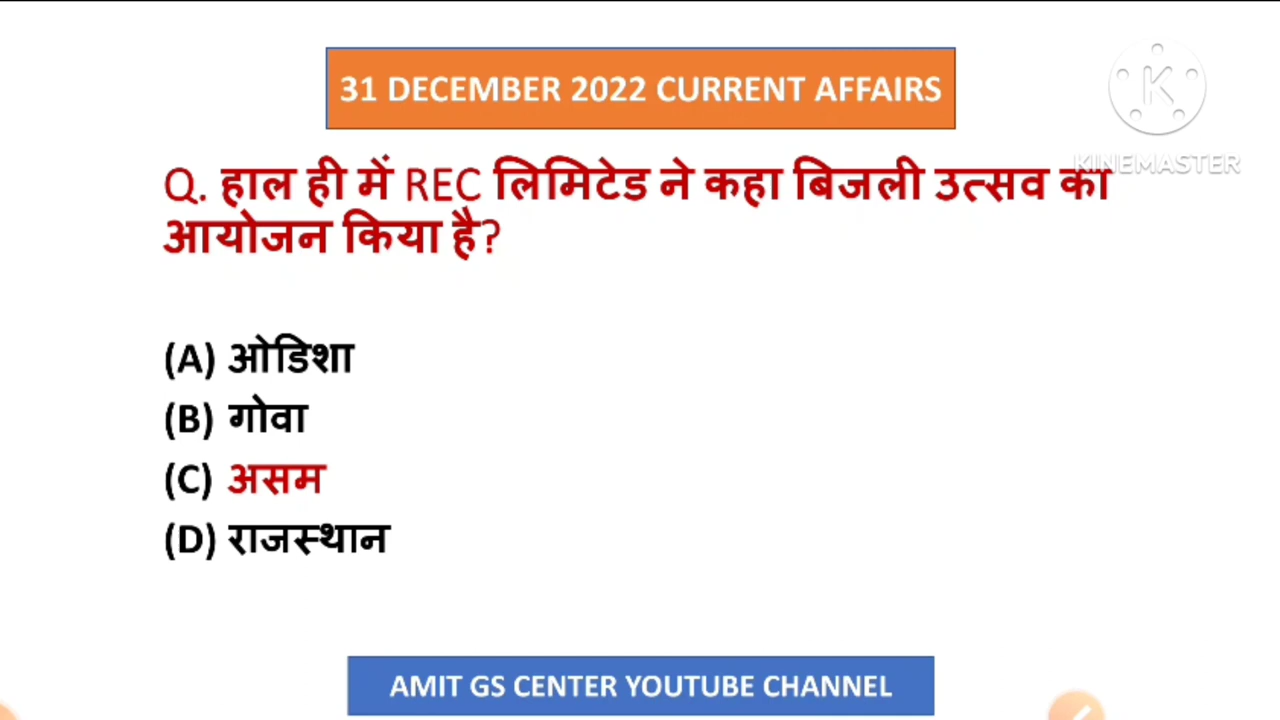 31 DECEMBER 2022 CURRENT AFFAIRS
K
KINEMASTER
Q. हाल ही में REC लिमिटेड ने कहा बिजली उत्सव का
आयोजन किया है?
(A) ओडिशा
(B) गोवा
(C) असम
(D) राजस्थान
AMIT GS CENTER YOUTUBE CHANNEL